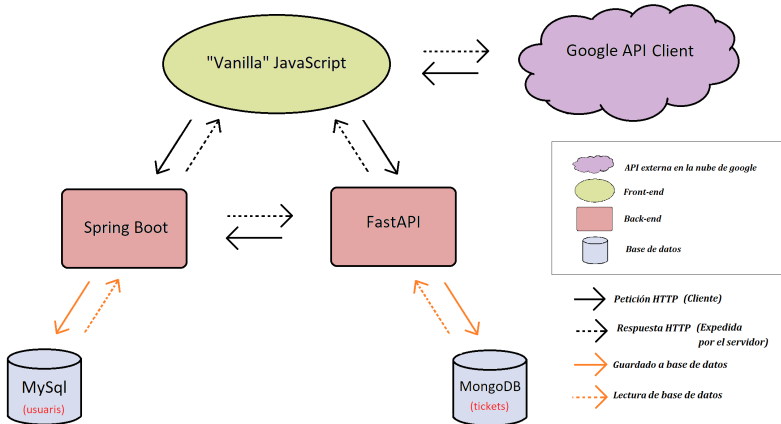 "Vanilla" JavaScript
Google API Client
Spring Boot
FastAPI
MySql
(usuaris)
MongoDB
(tickets)
API externa en la nube de google
Front-end
Back-end
Base de datos
Petición HTTP (Cliente)
Respuesta HTTP (Expedida
por el servidor)
Guardado a base de datos
Lectura de base de datos